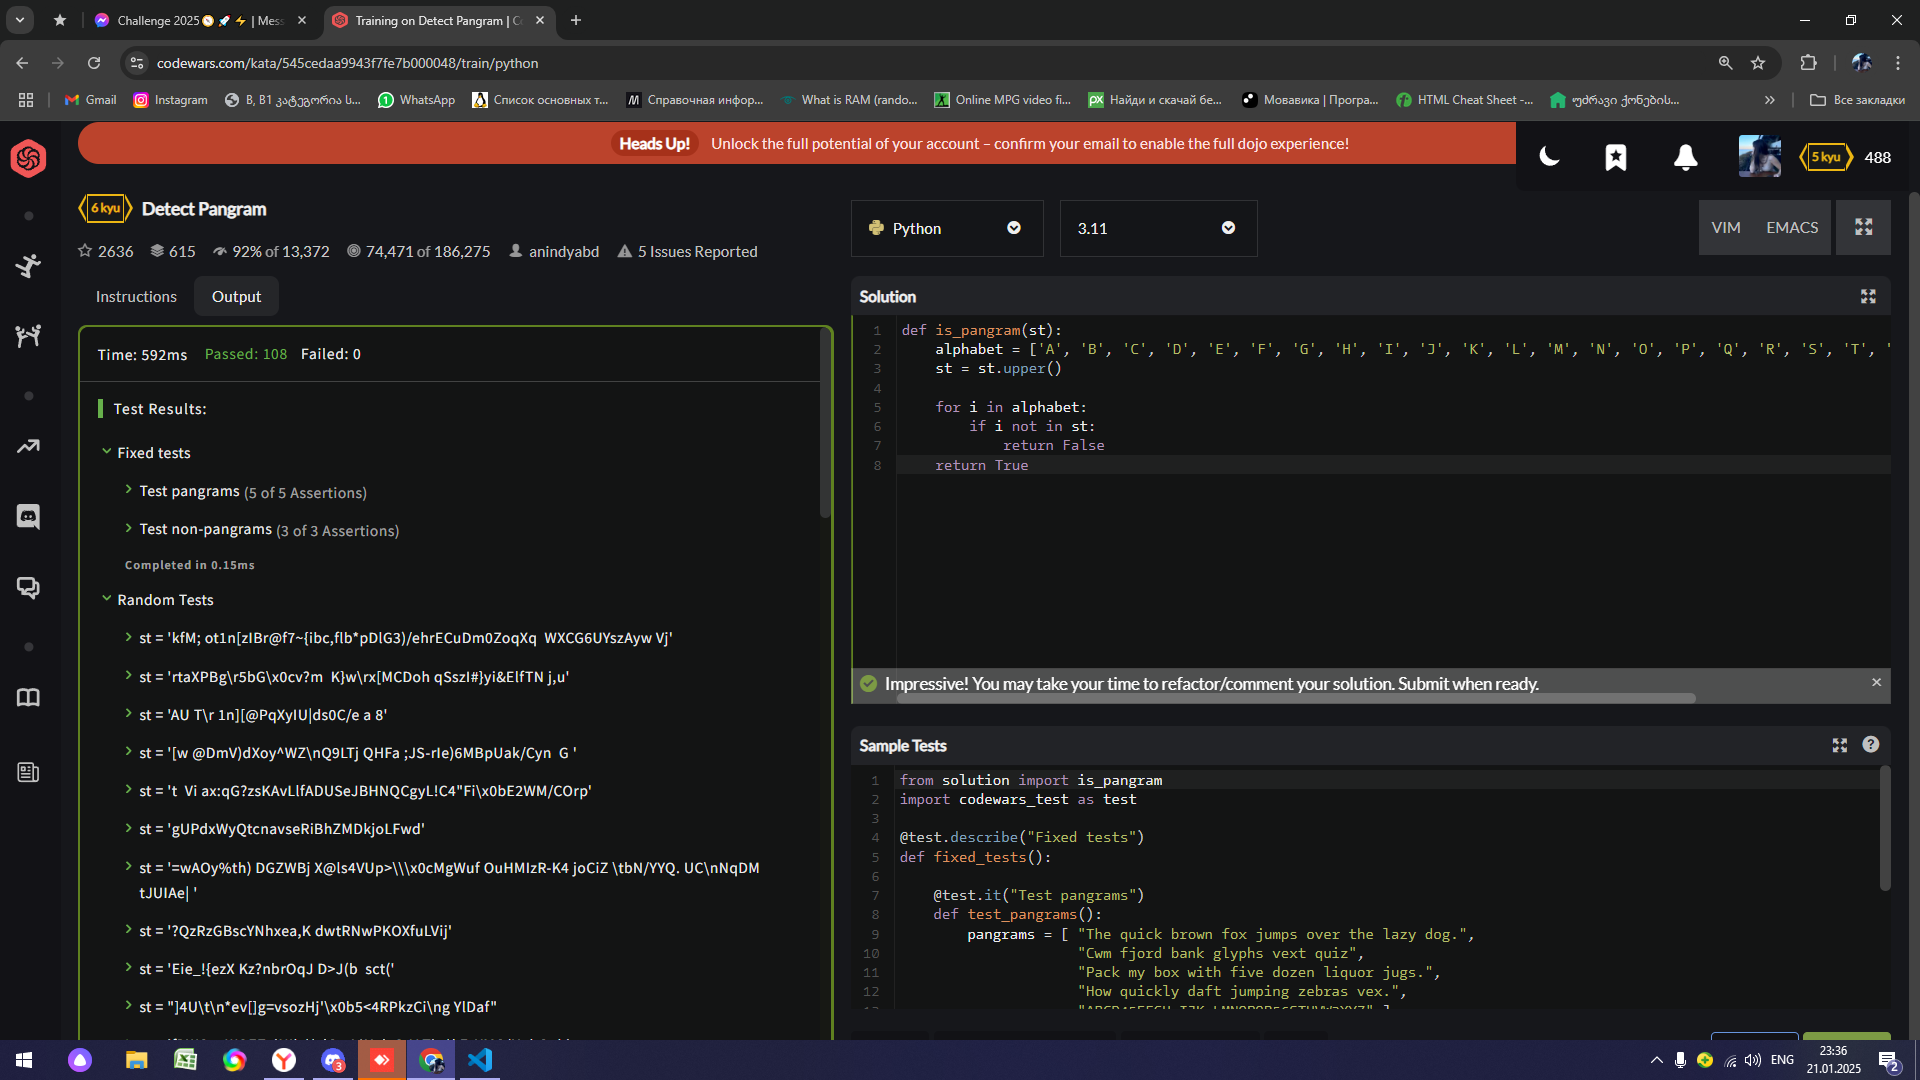 Challenge 2025 | Mess
Training on Detect Pangram | C
codewars.com/kata/545cedaa9943f7fe7b000048/train/python
Gmail
Instagram
B, B1 კატეგორია ს...
WhatsApp
Список основных т...
Справочная инфор...
What is RAM (rando...
Online MPG video fi...
Найди и скачай бе...
Мовавика | Програ...
HTML Cheat Sheet -...
უძრავი ქონების...
Все закладки
Heads Up! Unlock the full potential of your account – confirm your email to enable the full dojo experience!
5 kyu 488
6 kyu Detect Pangram
2636 615 92% of 13,372 74,471 of 186,275 anindyabd 5 Issues Reported
Instructions Output
Time: 592ms Passed: 108 Failed: 0
Test Results:
Fixed tests
Test pangrams (5 of 5 Assertions)
Test non-pangrams (3 of 3 Assertions)
Completed in 0.15ms
Random Tests
st = 'kfM; ot1n[zIBr@f7~{ibc,flb*pDlG3)/ehrECuDm0ZoqXq  WXCG6UYszAyw Vj'
st = 'rtaXPBg\r5bG\x0cv?m  K}w\rx[MCDoh qSszI#}yi&ElfTN j,u'
st = 'AU T\r 1n][@PqXyIU|ds0C/e a 8'
st = '[w @DmV)dXoy^WZ\nQ9LTj QHFa ;JS-rIe)6MBpUak/Cyn  G '
st = 't  Vi ax:qG?zsKAvLlfADUSeJBHNQCgyL!C4"Fi\x0bE2WM/COrp'
st = 'gUPdxWyQtcnavseRiBhZMDkjoLFwd'
st = '=wAOy%th) DGZWBj X@ls4VUp>\\\x0cMgWuf OuHMIzR-K4 joCiZ \tbN/YYQ. UC\nNqDM
tJUIAe| '
st = '?QzRzGBscYNhxea,K dwtRNwPKOXfuLVij'
st = 'Eie_!{ezX Kz?nbrOqJ D>J(b  sct('
st = "]4U\t\n*ev[]g=vsozHj'\x0b5<4RPkzCi\ng YlDaf"
Python
3.11
VIM EMACS
Solution
1 def is_pangram(st):
2 alphabet = ['A', 'B', 'C', 'D', 'E', 'F', 'G', 'H', 'I', 'J', 'K', 'L', 'M', 'N', 'O', 'P', 'Q', 'R', 'S', 'T', '
3 st = st.upper()
4
5 for i in alphabet:
6 if i not in st:
7 return False
8 return True
Impressive! You may take your time to refactor/comment your solution. Submit when ready.
Sample Tests
1 from solution import is_pangram
2 import codewars_test as test
3
4 @test.describe("Fixed tests")
5 def fixed_tests():
6
7 @test.it("Test pangrams")
8 def test_pangrams():
9 pangrams = [ "The quick brown fox jumps over the lazy dog.",
10 "Cwm fjord bank glyphs vext quiz",
11 "Pack my box with five dozen liquor jugs.",
12 "How quickly daft jumping zebras vex.",
3
ENG
23:36
21.01.2025
2